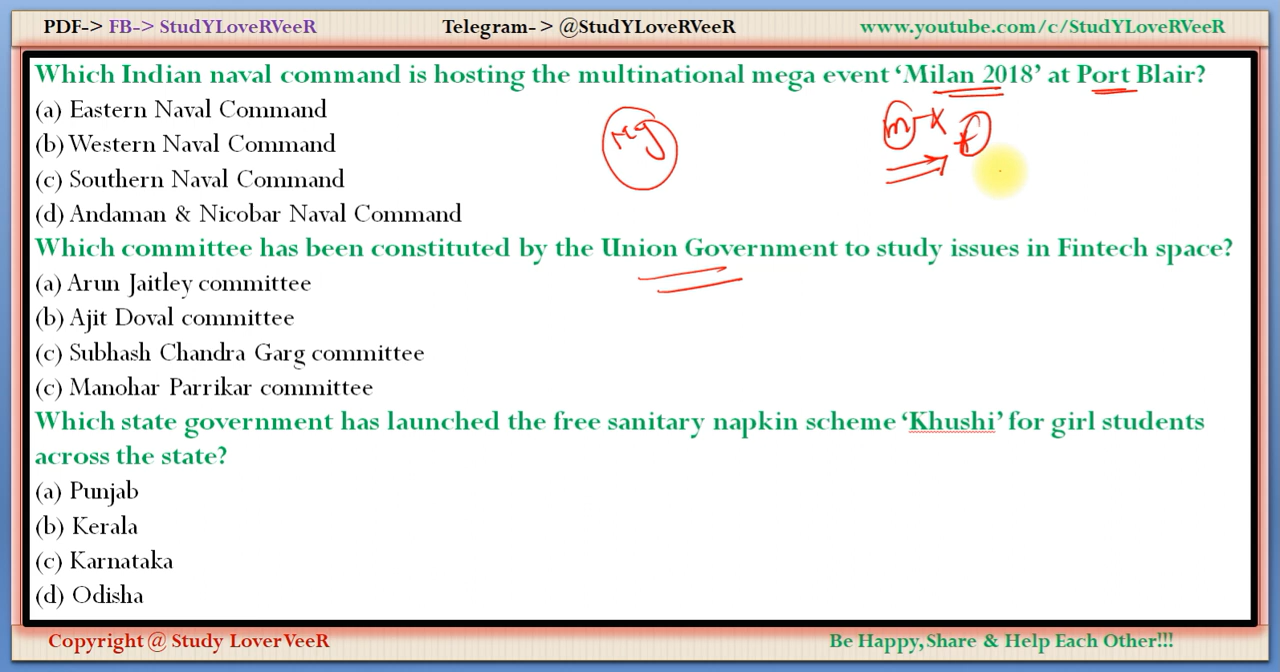 PDF-> FB-> StudYLoveRVeeR Telegram- > @StudYLoveRVeeR www.youtube.com/c/StudYLoveRVeeR
Which Indian naval command is hosting the multinational mega event ‘Milan 2018’ at Port Blair?
(a) Eastern Naval Command
(b) Western Naval Command
(c) Southern Naval Command
(d) Andaman & Nicobar Naval Command
Which committee has been constituted by the Union Government to study issues in Fintech space?
(a) Arun Jaitley committee
(b) Ajit Doval committee
(c) Subhash Chandra Garg committee
(c) Manohar Parrikar committee
Which state government has launched the free sanitary napkin scheme ‘Khushi’ for girl students
across the state?
(a) Punjab
(b) Kerala
(c) Karnataka
(d) Odisha
Copyright @ Study LoverVeeR Be Happy,Share & Help Each Other!!!